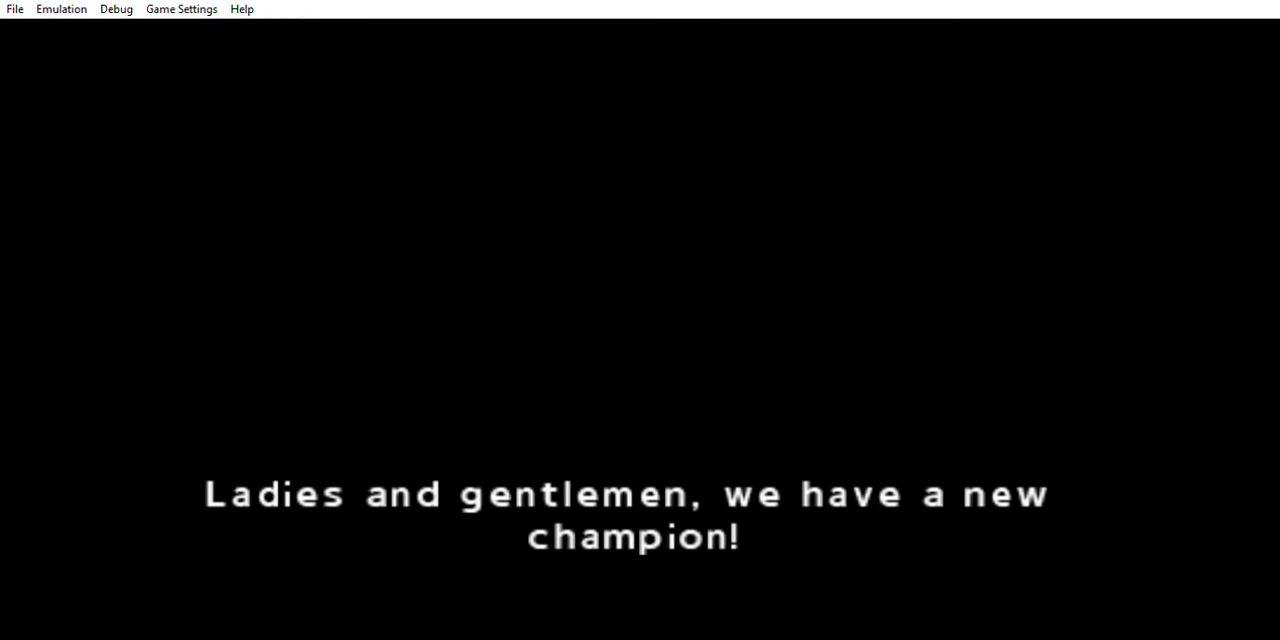 File Emulation Debug Game Settings Help
Ladies and gentlemen, we have a new
champion!